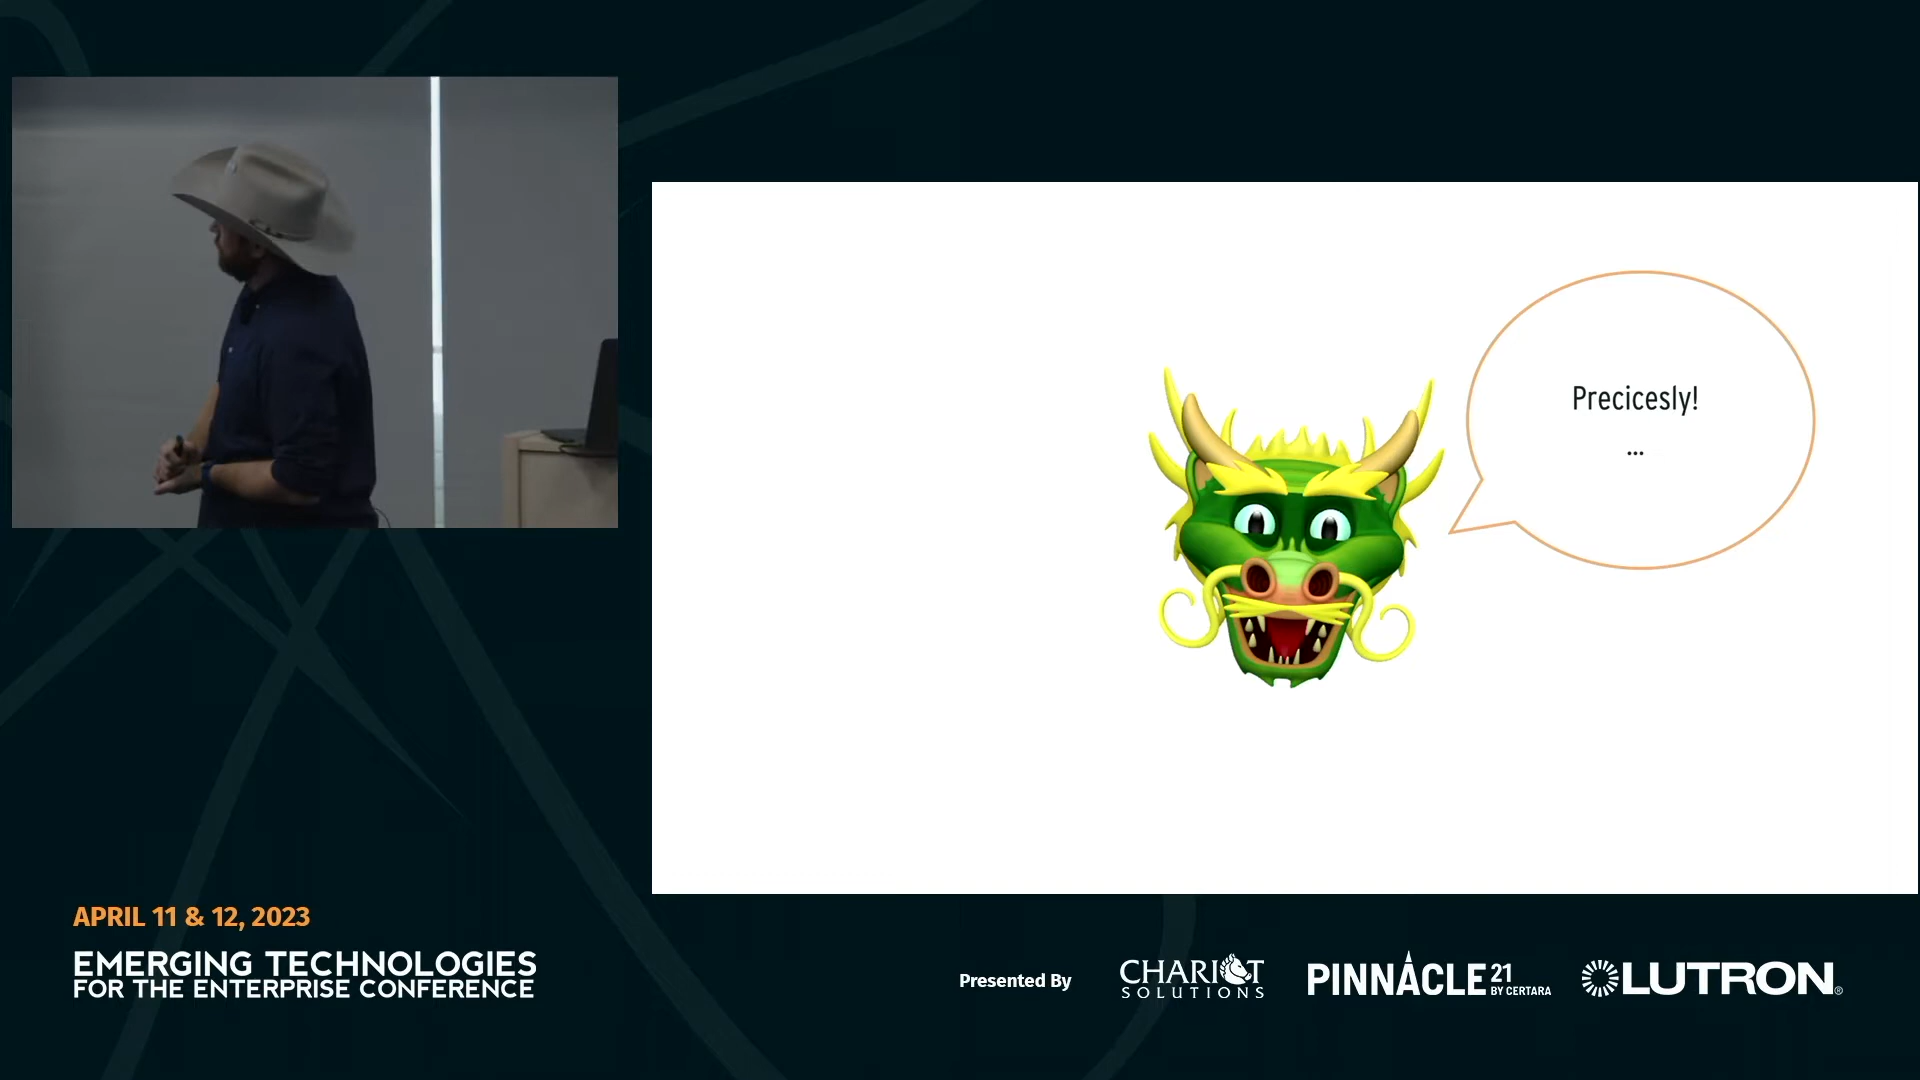 Precicesly!
...
APRIL 11 & 12, 2023
EMERGING TECHNOLOGIES
FOR THE ENTERPRISE CONFERENCE
Presented By
CHARIOT
SOLUTIONS
PINNACLE 21
BY CERTARA
LUTRON®